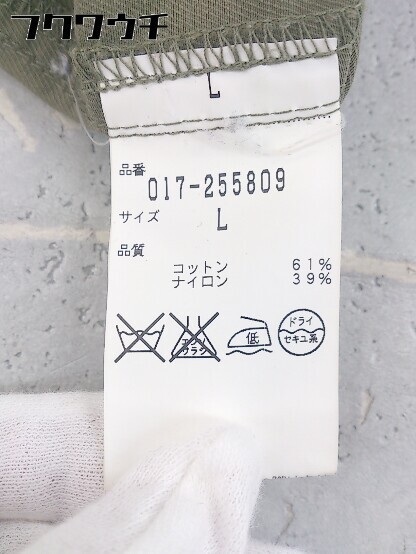 フクワウチ
L
品番
017-255809
サイズ
L
品質
コットン 61%
ナイロン 39%
エンソ
サラシ
低
ドライ
セキユ系